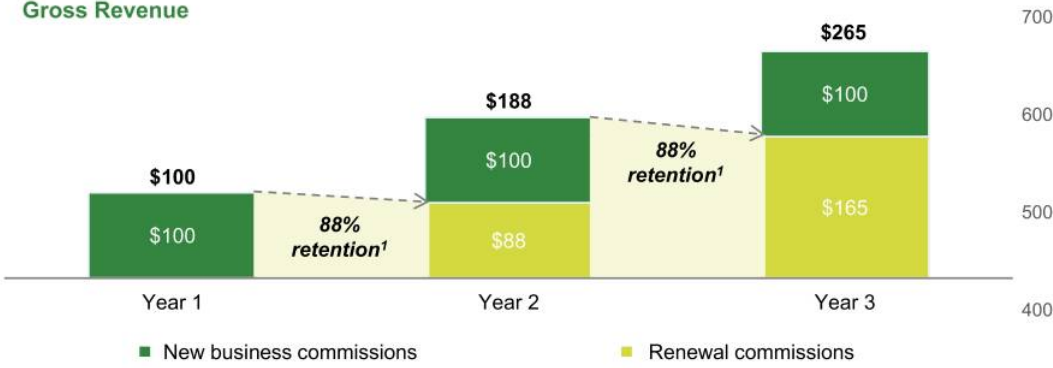 Gross Revenue
700
$265
$100
$188
600
88%
retention¹
$100
$100
$165
500
88%
retention¹
$100
$88
Year 1
Year 2
Year 3
400
New business commissions
Renewal commissions